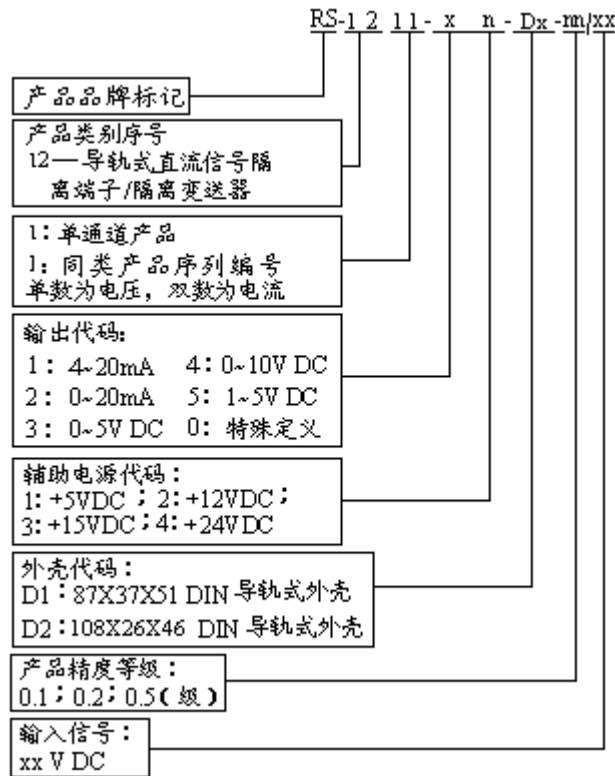 RS-1 2 1 1 - x n - Dx -nn/xx
产品品牌标记
产品类别序号
12—导轨式直流信号隔
离端子/隔离变送器
1:单通道产品
1:同类产品序列编号
单数为电压，双数为电流
输出代码:
1: 4~20mA 4:0~10V DC
2: 0~20mA 5: 1~5V DC
3: 0~5V DC 0: 特殊定义
辅助电源代码:
1:+5VDC ; 2:+12VDC;
3:+15VDC;4:+24VDC
外壳代码:
D1:87X37X51 DIN 导轨式外壳
D2:108X26X46 DIN 导轨式外壳
产品精度等级:
0.1;0.2;0.5(级)
输入信号:
xx V DC